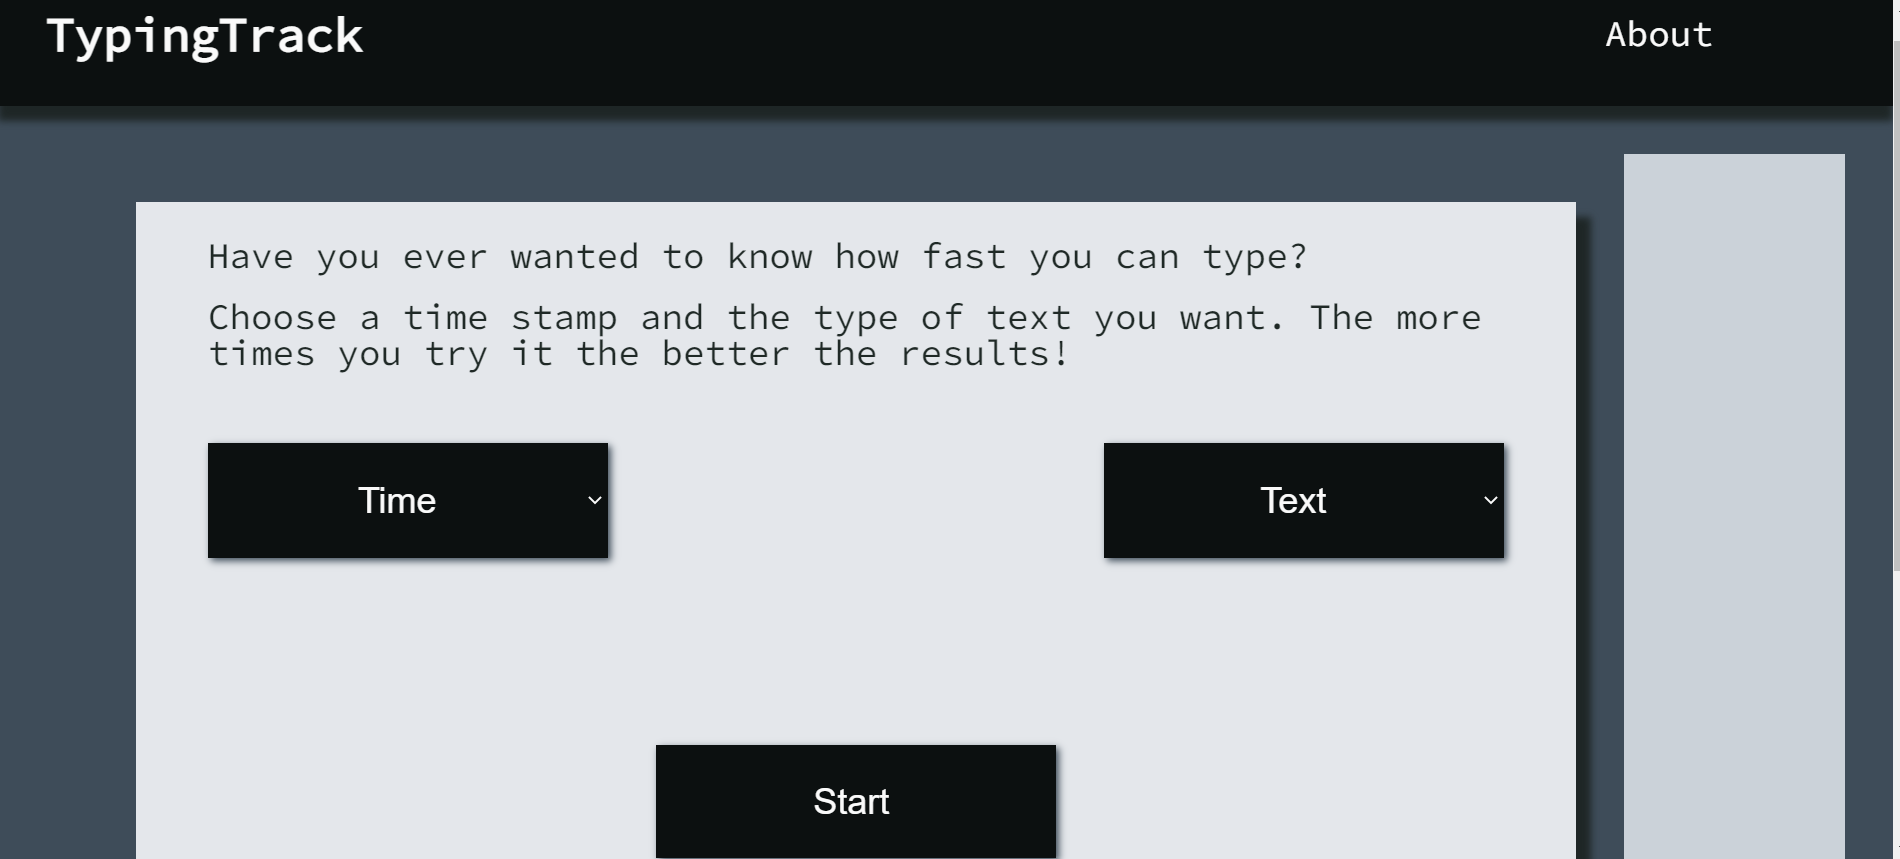 TypingTrack
About
Have you ever wanted to know how fast you can type?
Choose a time stamp and the type of text you want. The more
times you try it the better the results!
Time
Text
Start